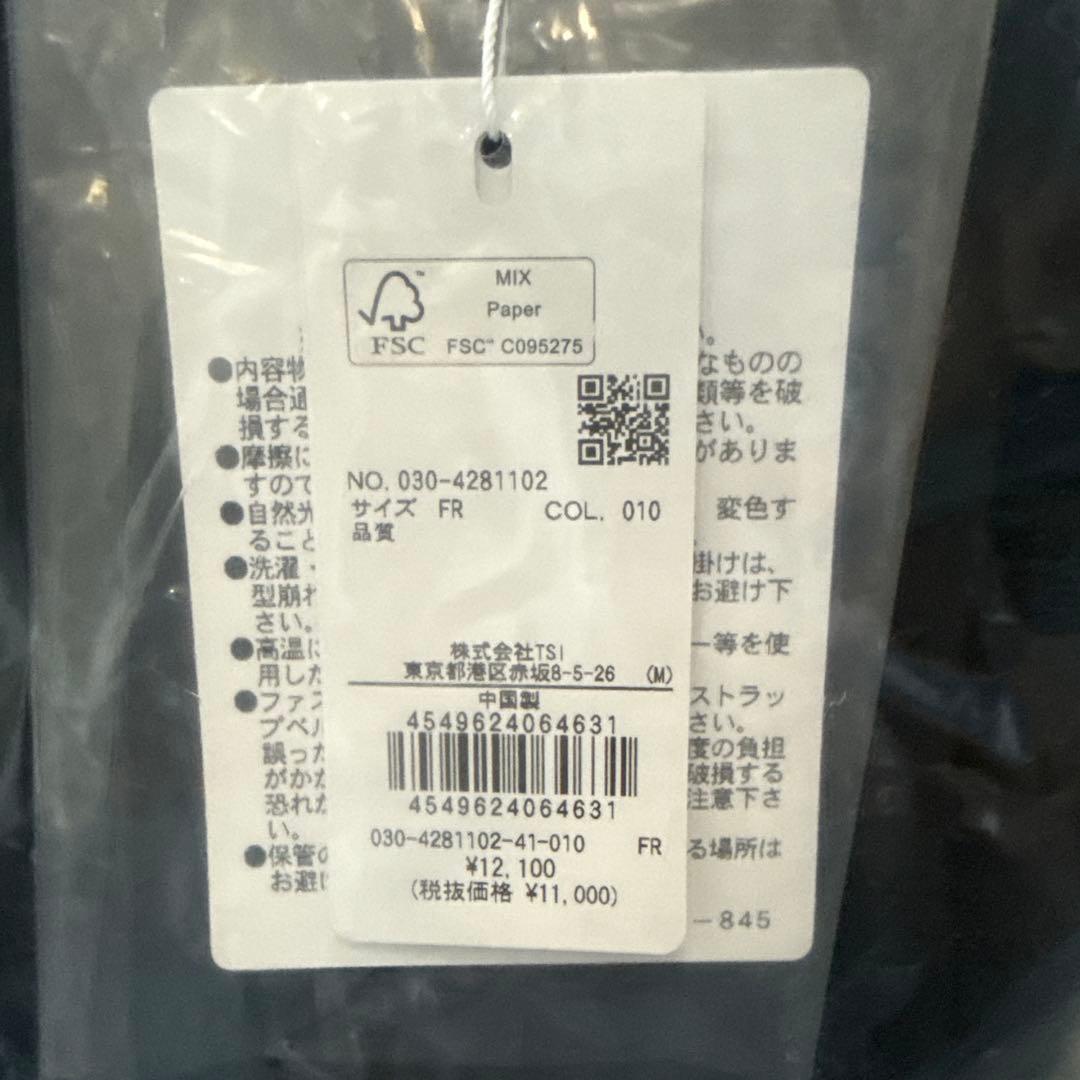 MIX
Paper
FSC
FSC™ C095275
NO. 030-4281102
サイズ FR COL. 010
品質
株式会社TSI
東京都港区赤坂8-5-26 (M)
中国製
4549624064631
4549624064631
030-4281102-41-010 FR
¥12,100
(税抜価格 ¥11,000)
い。
●内容物
なものの
場合通
類等を破
損する
さい。
●摩擦に
がありま
すので
●自然光
変色す
ること
●洗濯・
掛けは、
型崩れ
お避け下
さい。
●高温に
ー等を使
用した
●ファス
ストラッ
プベル
さい。
誤った
度の負担
がかか
破損する
恐れが
注意下さ
い。
●保管の
る場所は
お避け
-845